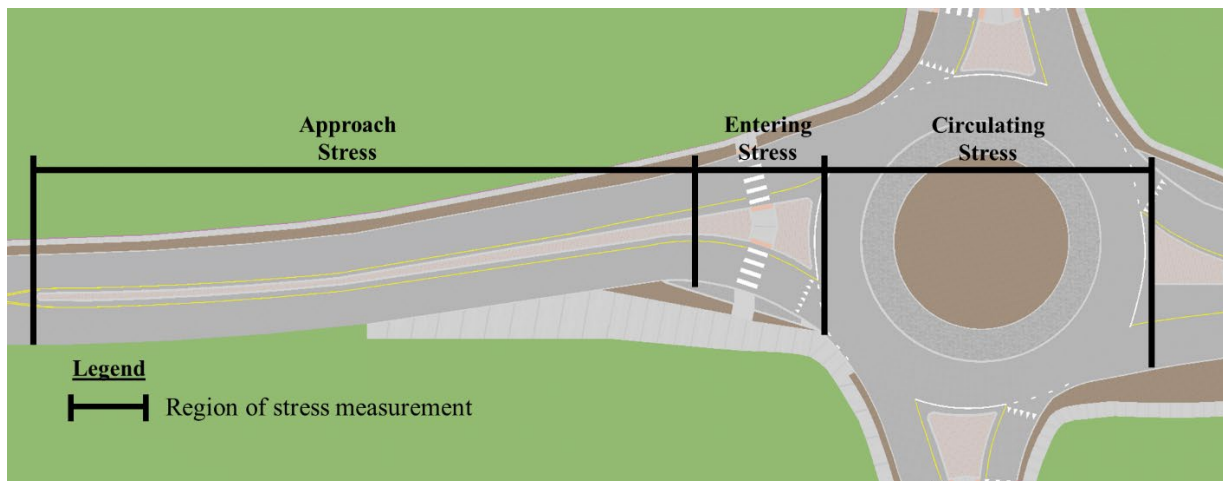 Approach
Stress
Entering
Stress
Circulating
Stress
Legend
Region of stress measurement